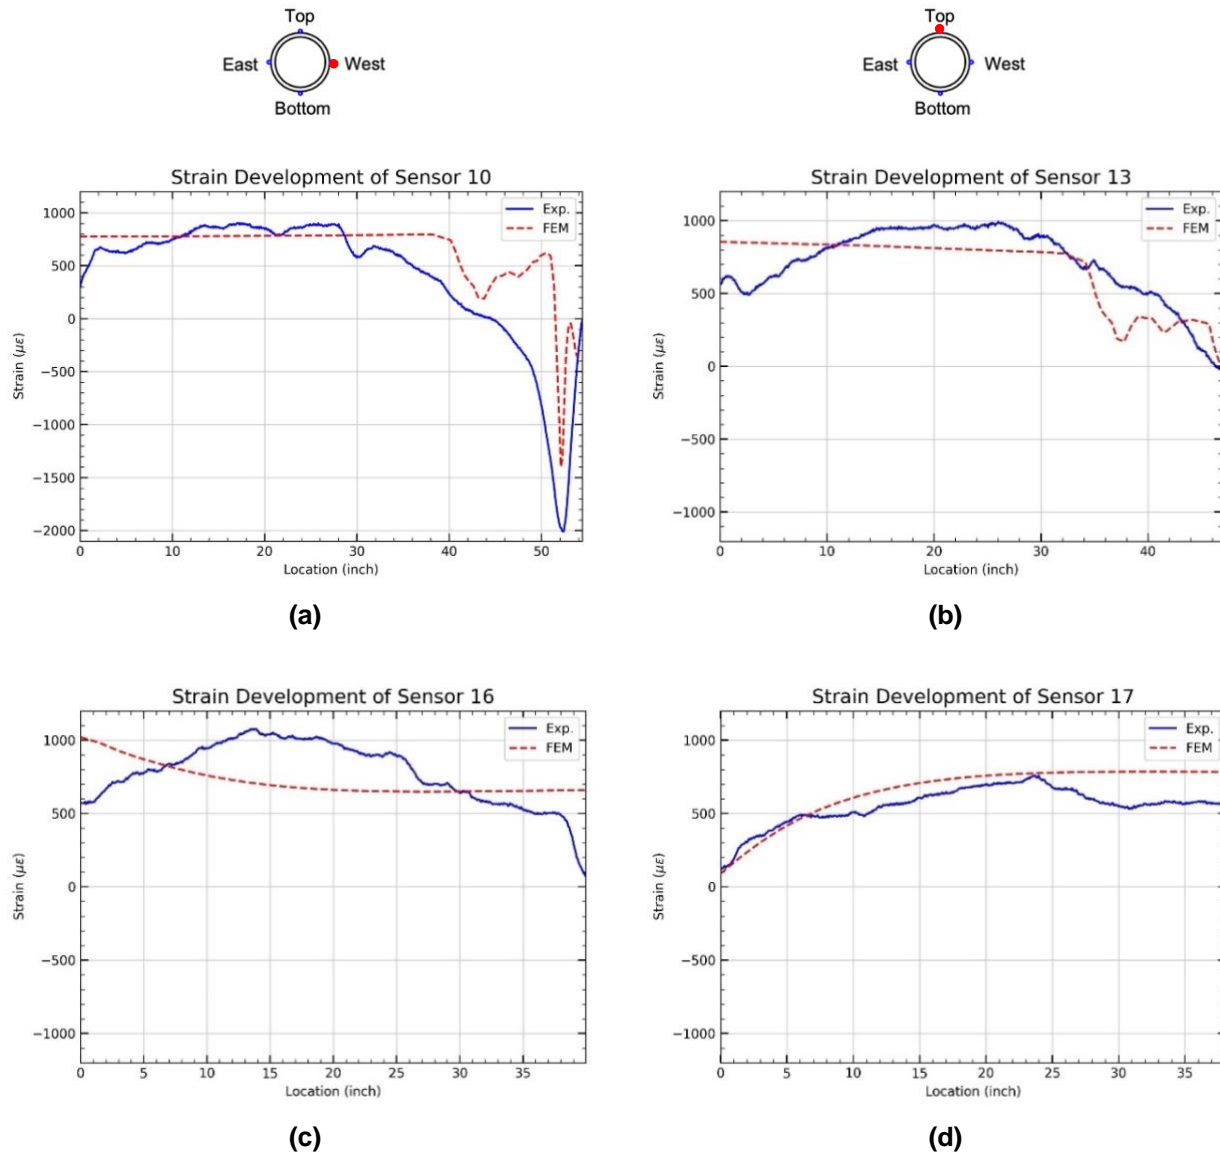 Top
East
West
Bottom
Top
East
West
Bottom
Strain Development of Sensor 10
Exp.
FEM
1000
500
0
−500
−1000
−1500
−2000
Strain (με)
0 10 20 30 40 50
Location (inch)
(a)
Strain Development of Sensor 13
Exp.
FEM
1000
500
0
−500
−1000
Strain (με)
0 10 20 30 40
Location (inch)
(b)
Strain Development of Sensor 16
Exp.
FEM
1000
500
0
−500
−1000
Strain (με)
0 5 10 15 20 25 30 35
Location (inch)
(c)
Strain Development of Sensor 17
Exp.
FEM
1000
500
0
−500
−1000
Strain (με)
0 5 10 15 20 25 30 35
Location (inch)
(d)